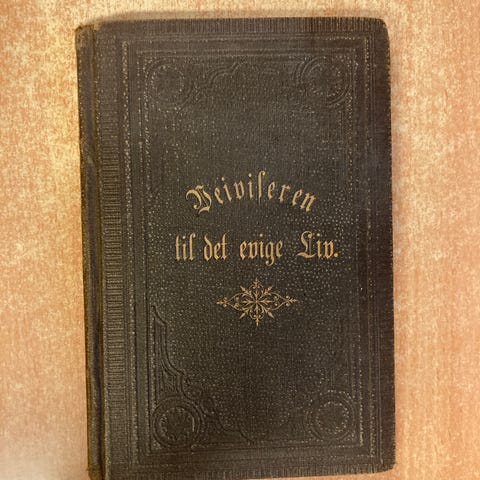 Veiviseren
til det evige Liv.